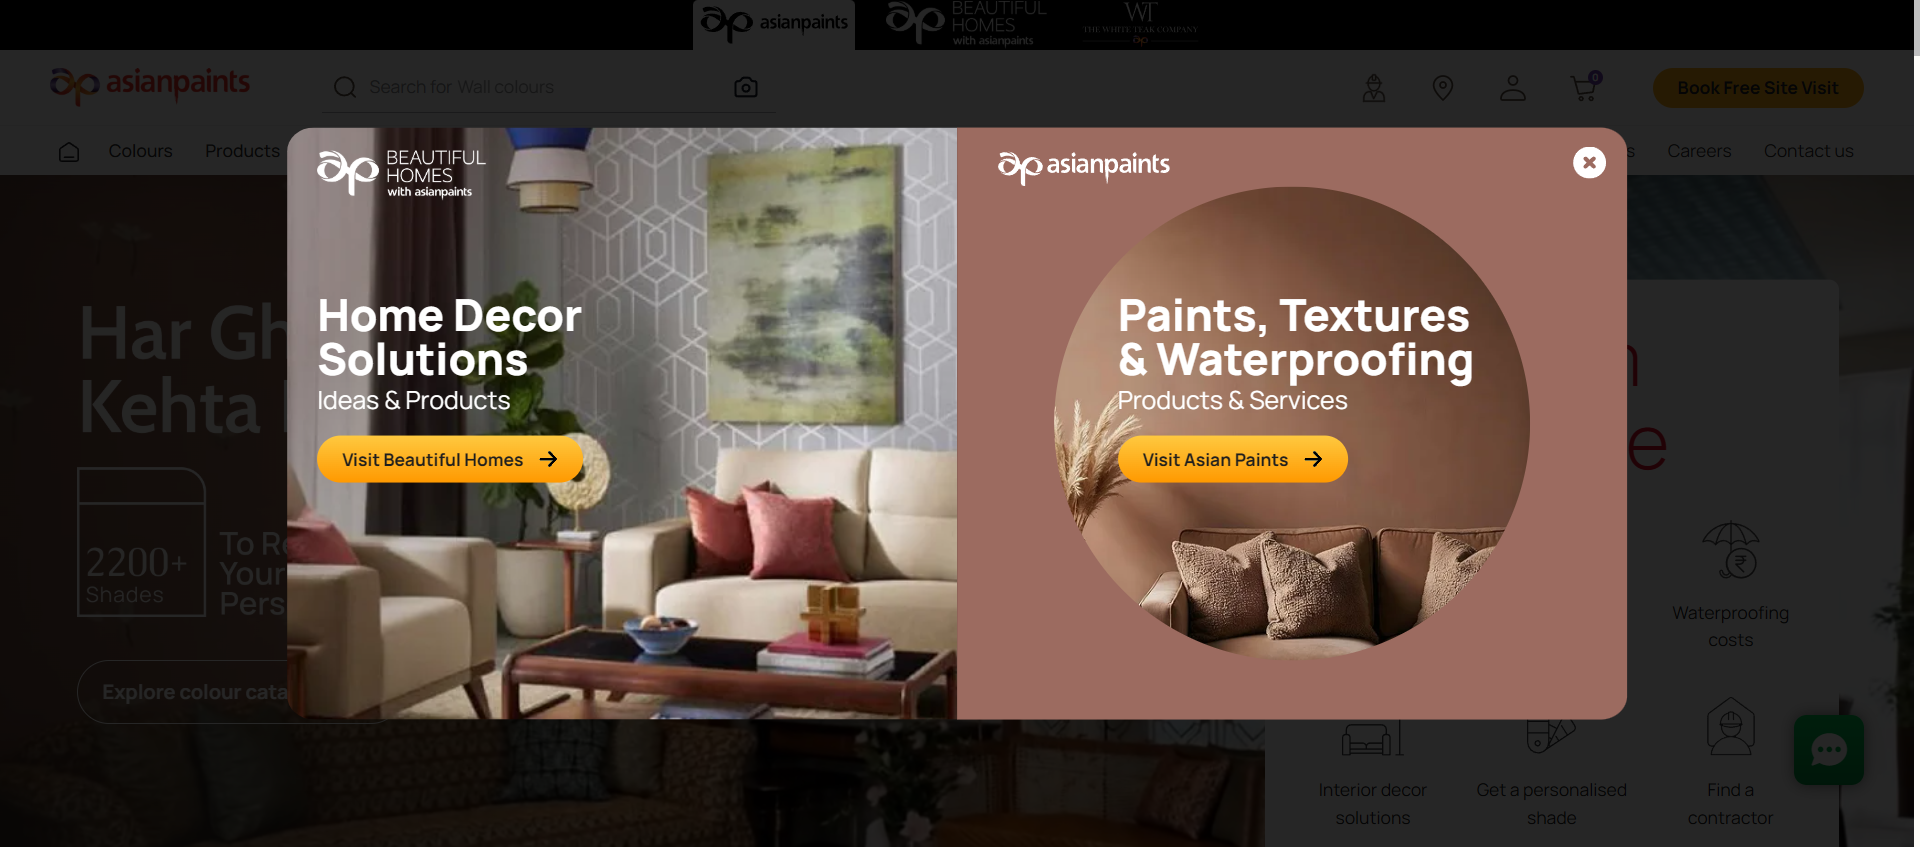 asianpaints
BEAUTIFUL
HOMES
with asianpaints
WT
THE WHITE TEAK COMPANY
asianpaints
Search for Wall colours
0
Book Free Site Visit
Colours
Products
Careers
Contact us
BEAUTIFUL
HOMES
with asianpaints
Home Decor
Solutions
Ideas & Products
Visit Beautiful Homes
asianpaints
Paints, Textures
& Waterproofing
Products & Services
Visit Asian Paints
Har
Kehta
2200+
Shades
To
Your
Explore colour
Waterproofing
costs
Interior decor
solutions
Get a personalised
shade
Find a
contractor